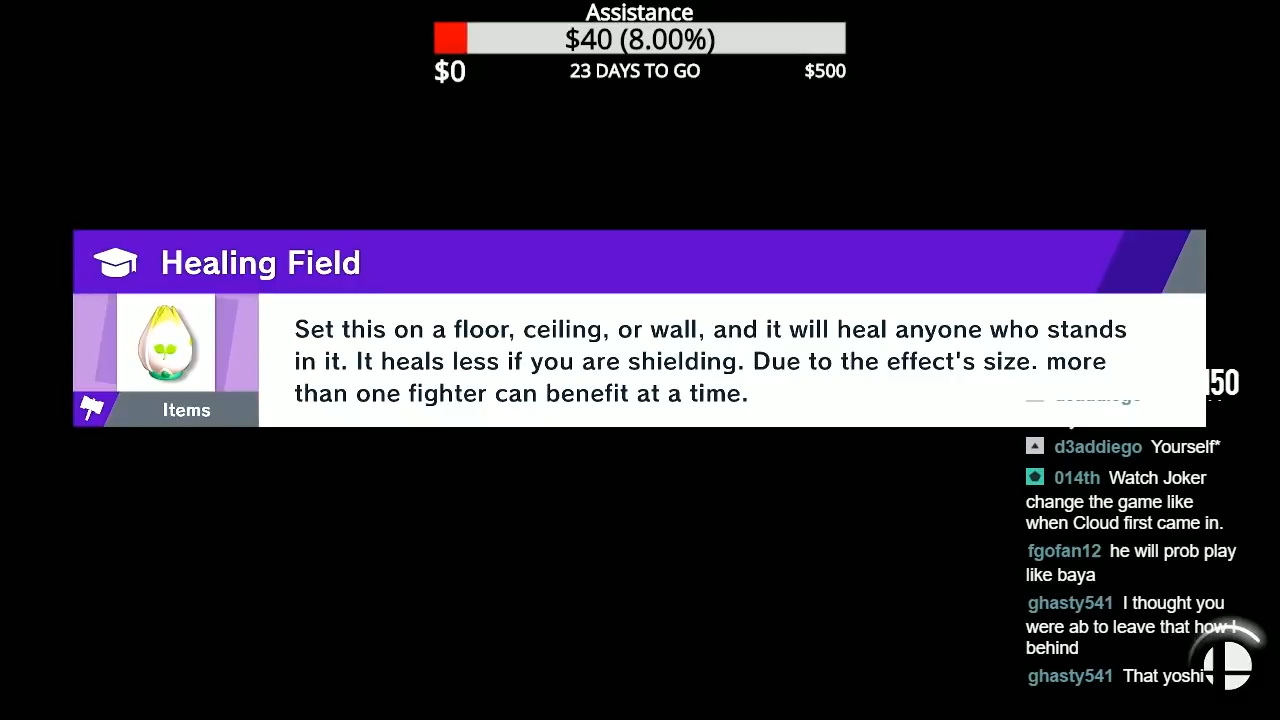 Assistance
$40 (8.00%)
$0 23 DAYS TO GO $500
Healing Field
Set this on a floor, ceiling, or wall, and it will heal anyone who stands
in it. It heals less if you are shielding. Due to the effect's size. more
than one fighter can benefit at a time.
Items
d3addiego Yourself*
014th Watch Joker
change the game like
when Cloud first came in.
fgofan12 he will prob play
like baya
ghasty541 I thought you
were ab to leave that how I
behind
ghasty541 That yoshi